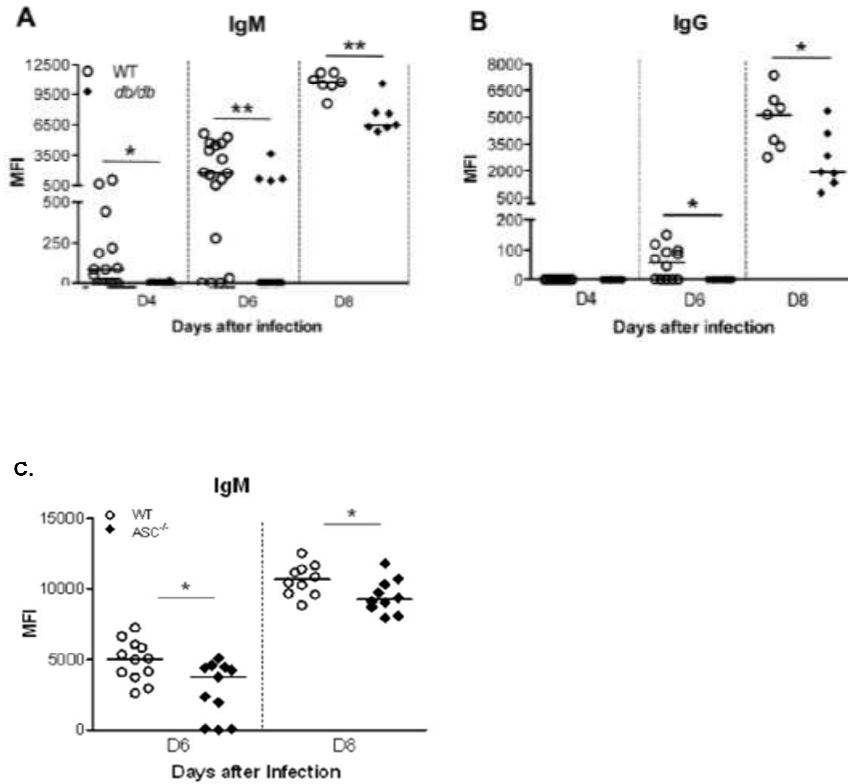 A
IgM
WT
db/db
12500
9500
6500
3500
500
500
250
0
MFI
*
**
**
D4
D6
D8
Days after infection
B
IgG
8000
6500
5000
3500
2000
500
200
100
0
MFI
*
*
D4
D6
D8
Days after infection
C.
IgM
WT
ASC-/-
15000
10000
5000
0
MFI
*
*
D6
D8
Days after Infection